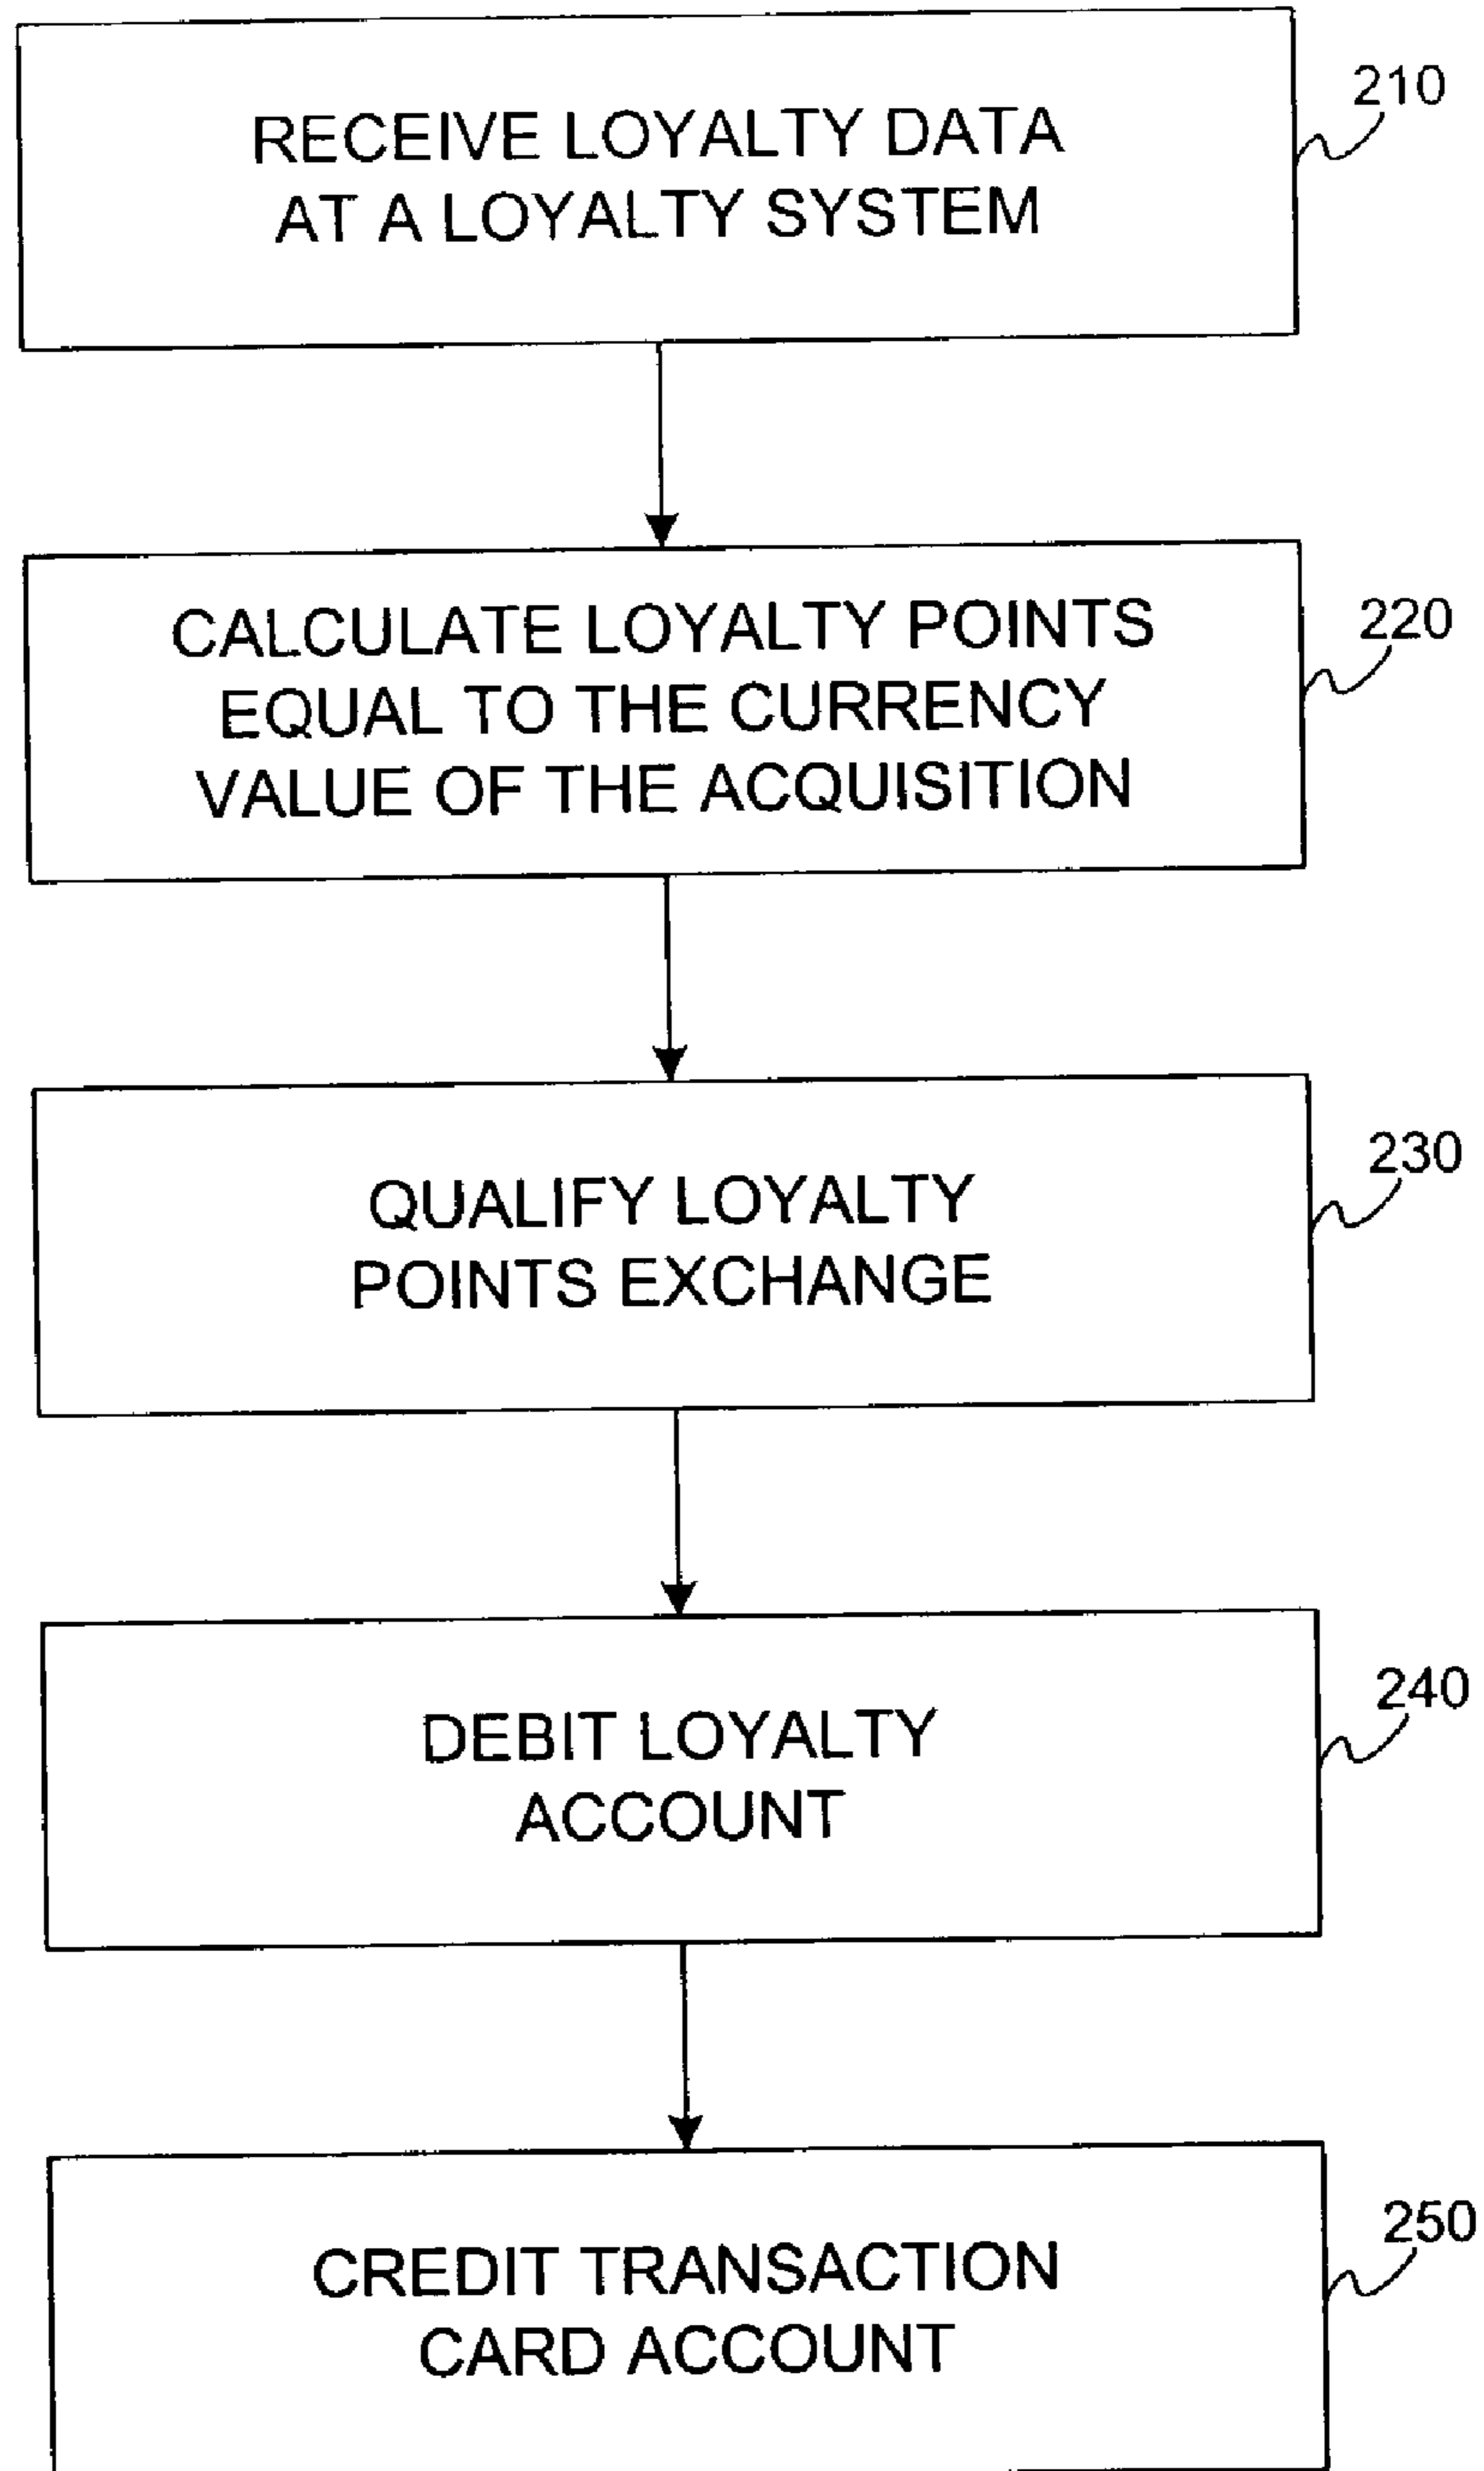 210
RECEIVE LOYALTY DATA
AT A LOYALTY SYSTEM
220
CALCULATE LOYALTY POINTS
EQUAL TO THE CURRENCY
VALUE OF THE ACQUISITION
230
QUALIFY LOYALTY
POINTS EXCHANGE
240
DEBIT LOYALTY
ACCOUNT
250
CREDIT TRANSACTION
CARD ACCOUNT